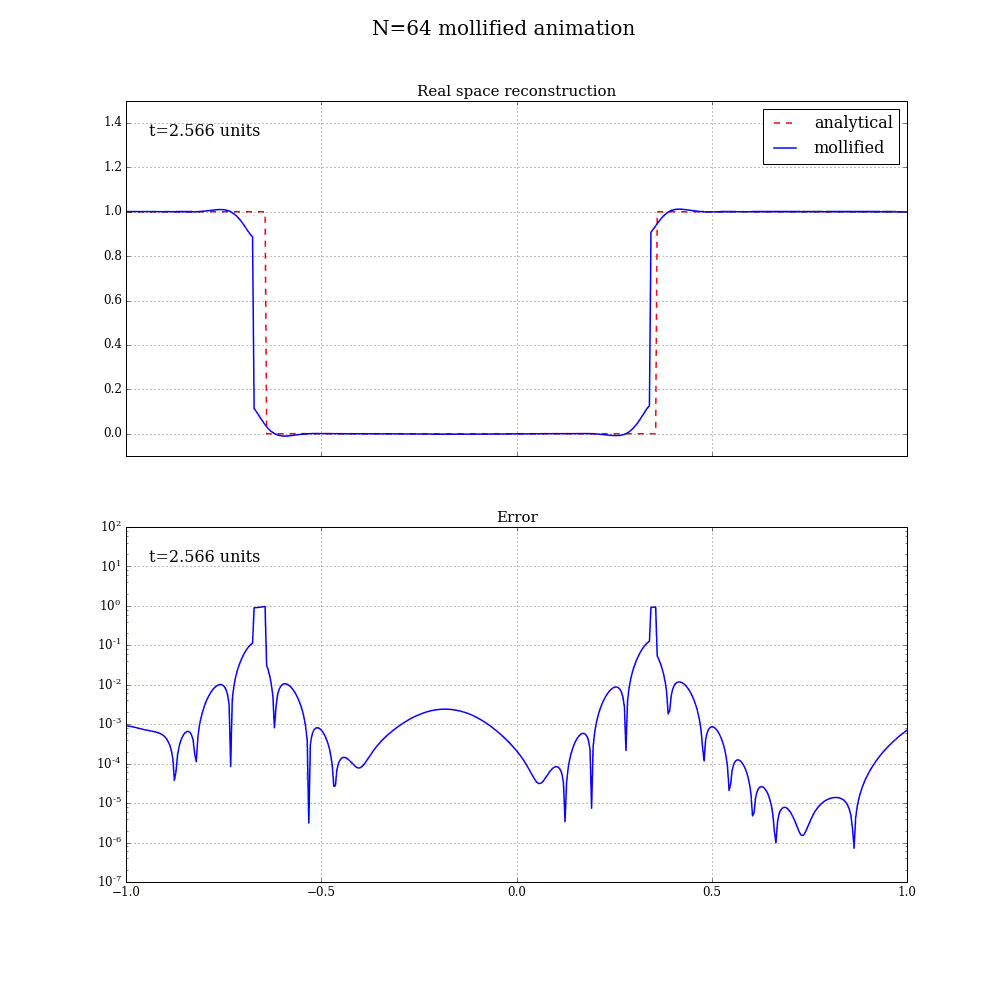 N=64 mollified animation
Real space reconstruction
t=2.566 units
analytical
mollified
1.4
1.2
1.0
0.8
0.6
0.4
0.2
0.0
Error
t=2.566 units
10²
10¹
10⁰
10⁻¹
10⁻²
10⁻³
10⁻⁴
10⁻⁵
10⁻⁶
10⁻⁷
−1.0 −0.5 0.0 0.5 1.0